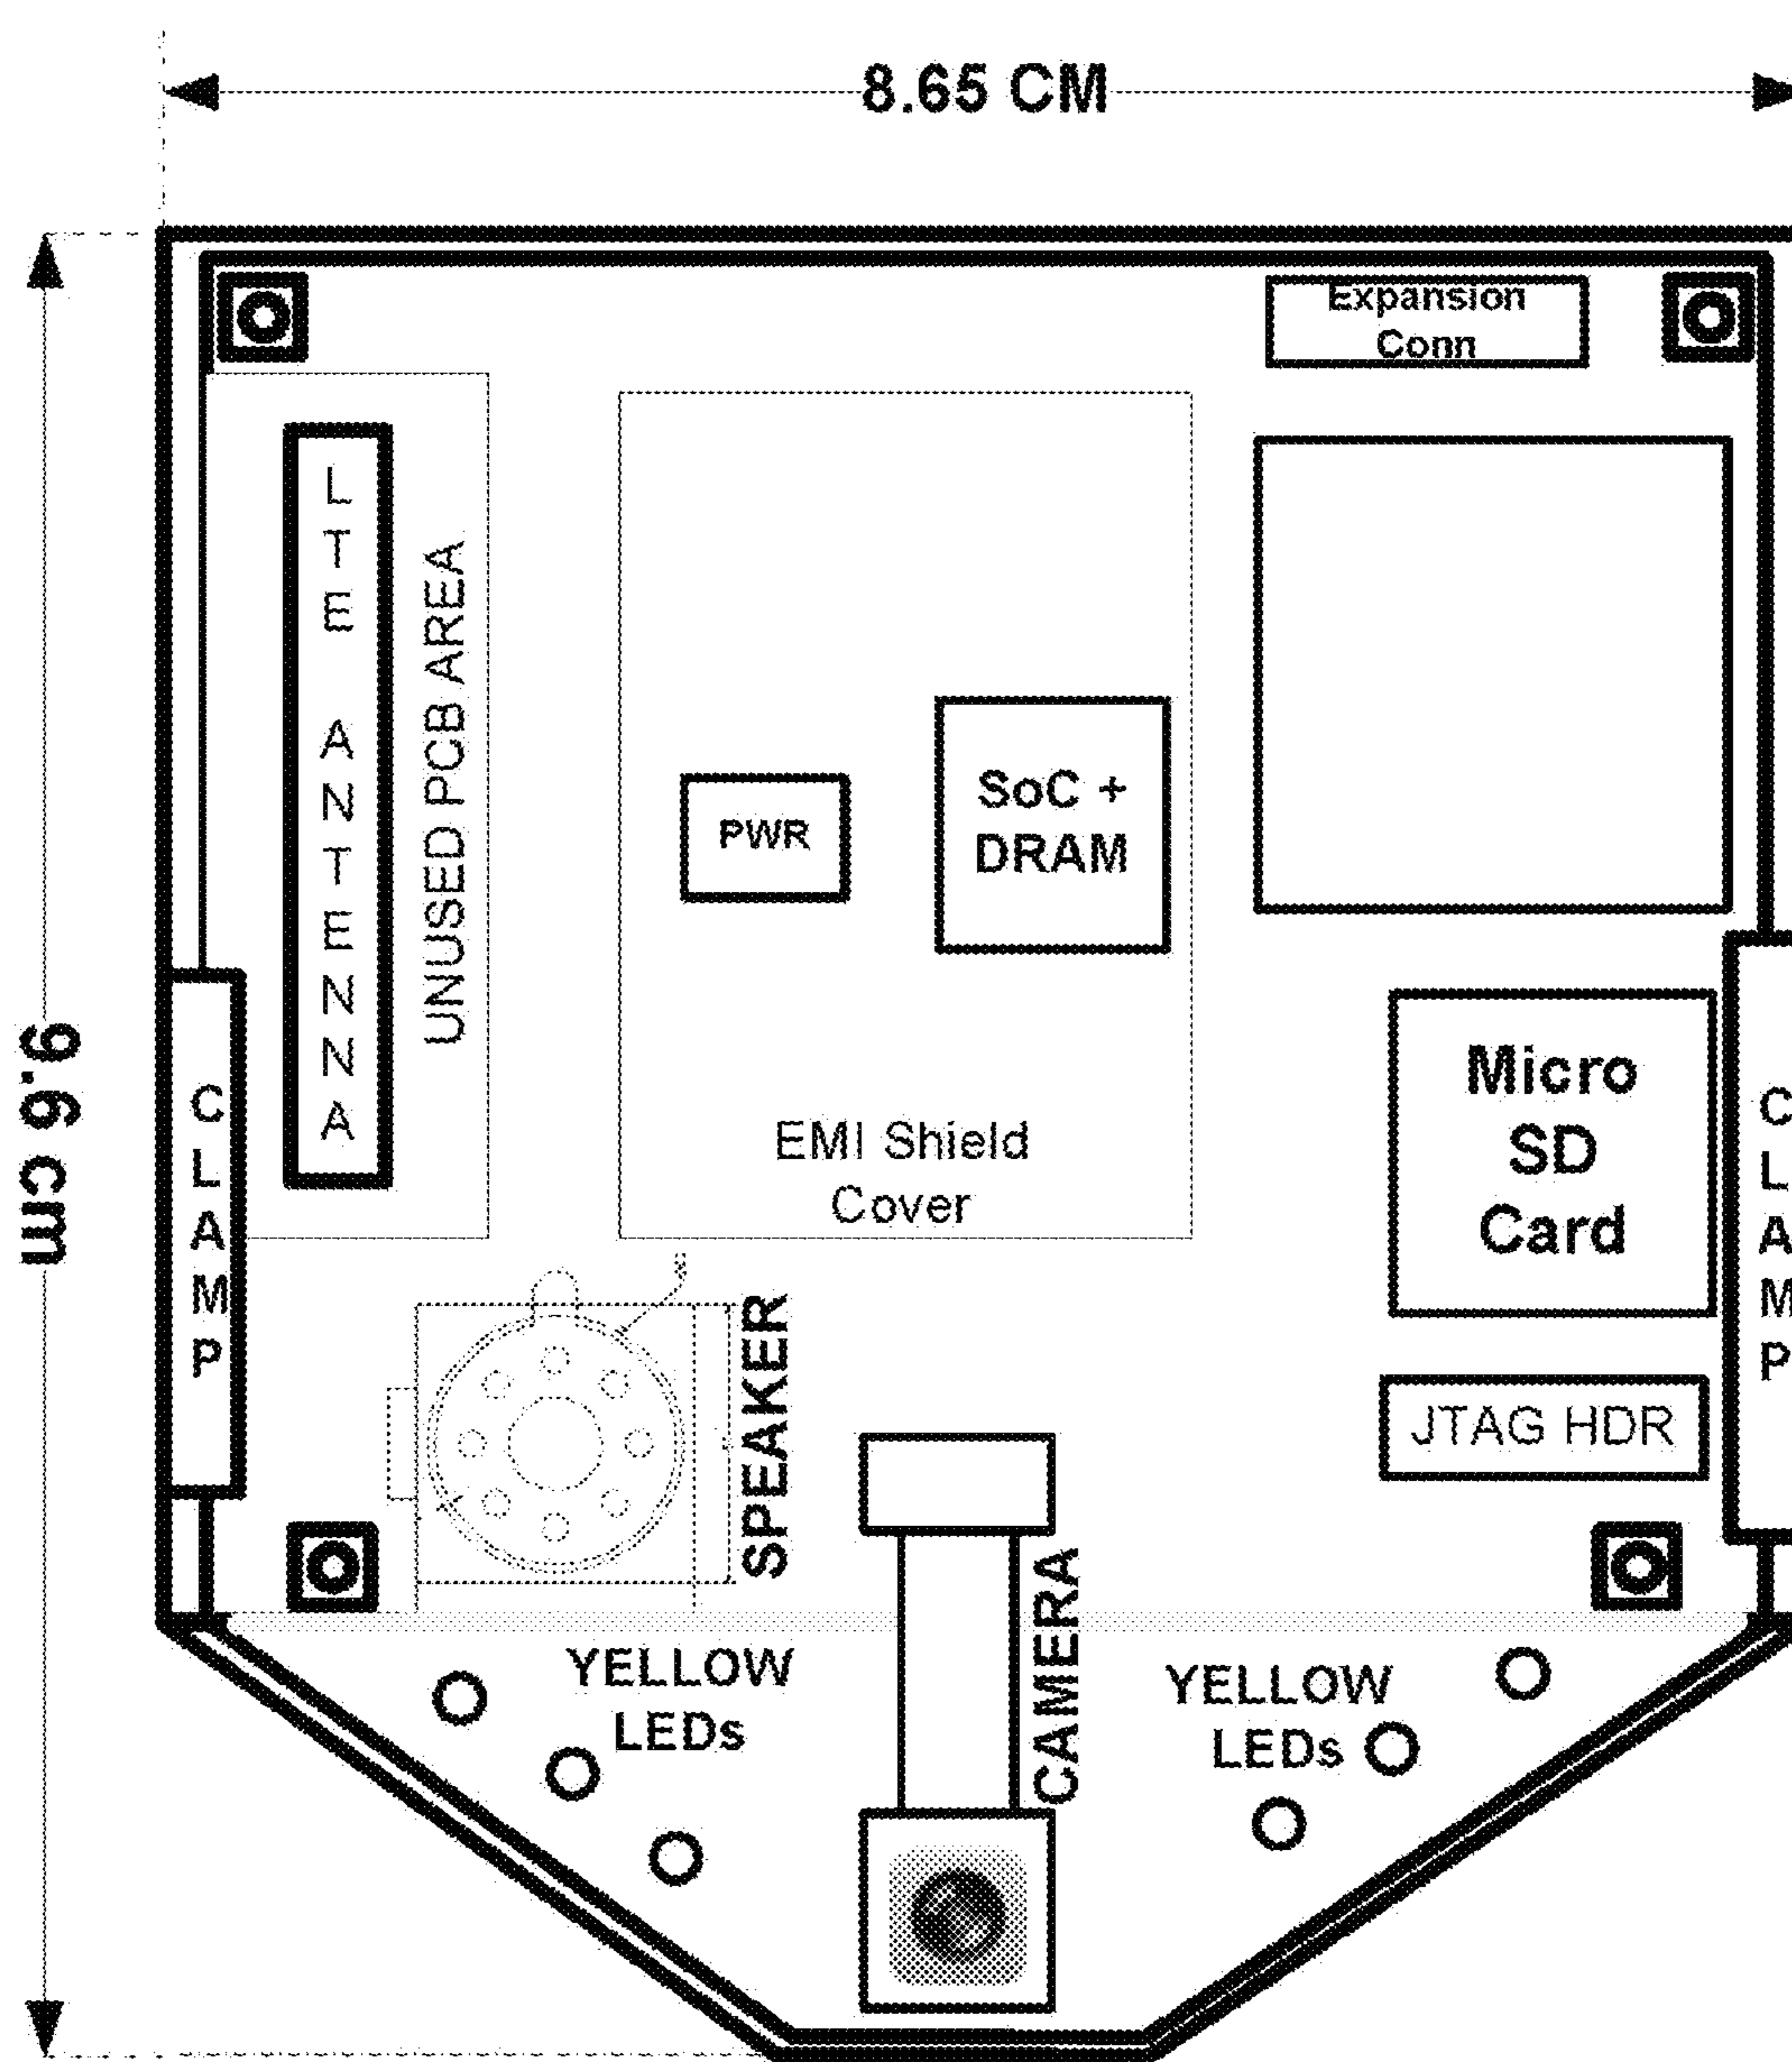 8.65 CM
Expansion
Conn
LTE ANTENNA
UNUSED PCB AREA
SoC +
DRAM
PWR
9.6 cm
Micro
SD
Card
CLAMP
CLAMP
EMI Shield
Cover
SPEAKER
JTAG HDR
CAMERA
YELLOW
LEDs
YELLOW
LEDs